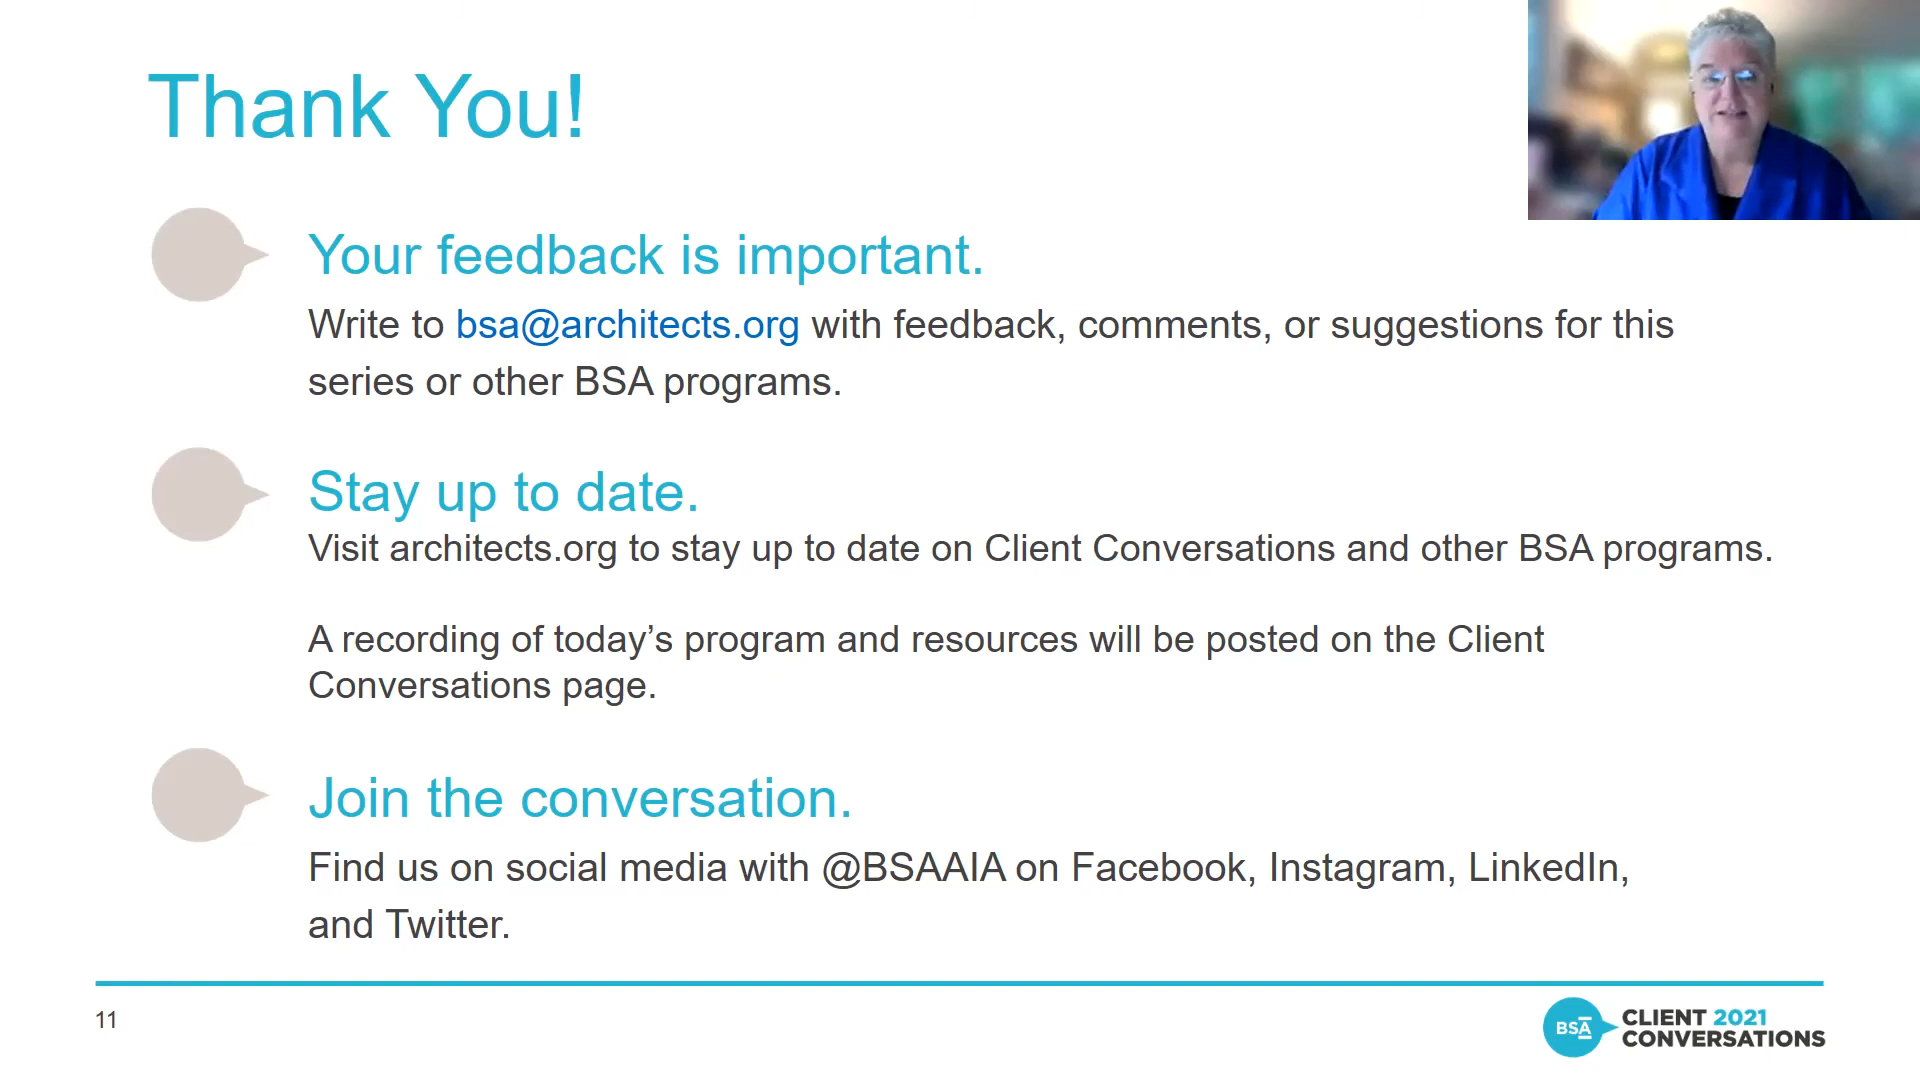 Thank You!
Your feedback is important.
Write to bsa@architects.org with feedback, comments, or suggestions for this
series or other BSA programs.
Stay up to date.
Visit architects.org to stay up to date on Client Conversations and other BSA programs.
A recording of today’s program and resources will be posted on the Client
Conversations page.
Join the conversation.
Find us on social media with @BSAAIA on Facebook, Instagram, LinkedIn,
and Twitter.
11
BSA
CLIENT 2021
CONVERSATIONS